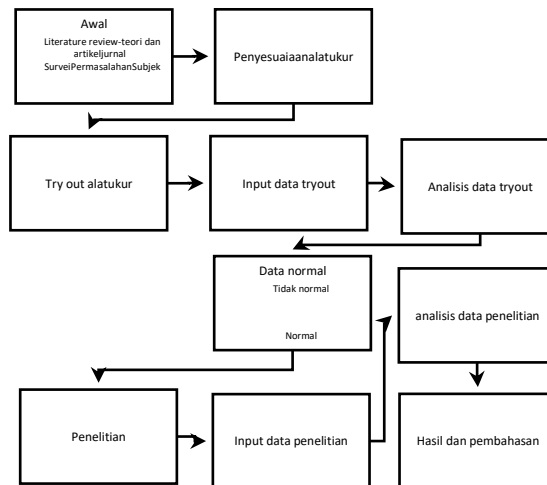 Awal
Literature review-teori dan
artikeljurnal
SurveiPermasalahanSubjek
Penyesuaiaanalatukur
Try out alatukur
Input data tryout
Analisis data tryout
Data normal
Tidak normal
Normal
analisis data penelitian
Penelitian
Input data penelitian
Hasil dan pembahasan